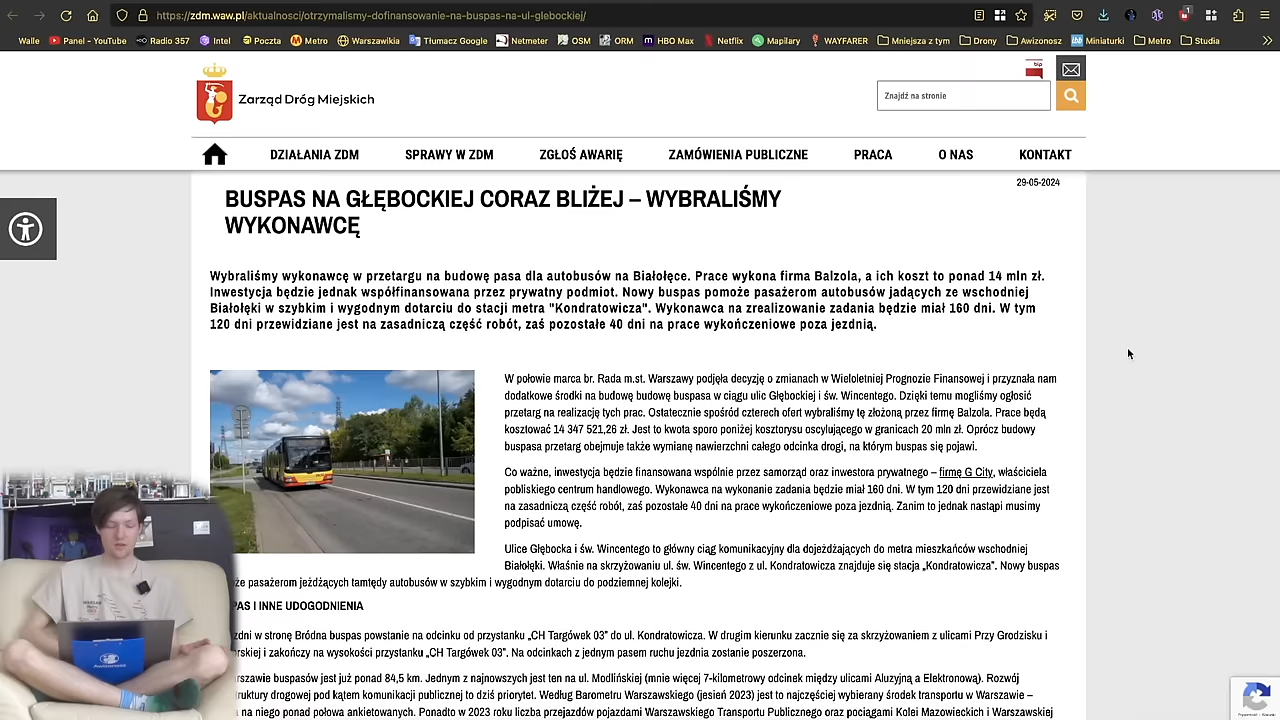 https://zdm.waw.pl/aktualnosci/otrzymalismy-dofinansowanie-na-buspas-na-ul-glebockiej/
Walle Panel - YouTube Radio 357 Intel Poczta Metro Warszawikia Tłumacz Google Netmeter OSM ORM HBO Max Netflix Mapilary WAYFARER Mniejsza z tym Drony Awizonosz Miniaturki Metro Studia
Zarząd Dróg Miejskich
bip
Znajdź na stronie
DZIAŁANIA ZDM SPRAWY W ZDM ZGŁOŚ AWARIĘ ZAMÓWIENIA PUBLICZNE PRACA O NAS KONTAKT
29-05-2024
BUSPAS NA GŁĘBOCKIEJ CORAZ BLIŻEJ – WYBRALIŚMY
WYKONAWCĘ
Wybraliśmy wykonawcę w przetargu na budowę pasa dla autobusów na Białołęce. Prace wykona firma Balzola, a ich koszt to ponad 14 mln zł.
Inwestycja będzie jednak współfinansowana przez prywatny podmiot. Nowy buspas pomoże pasażerom autobusów jadących ze wschodniej
Białołęki w szybkim i wygodnym dotarciu do stacji metra "Kondratowicza". Wykonawca na zrealizowanie zadania będzie miał 160 dni. W tym
120 dni przewidziane jest na zasadniczą część robót, zaś pozostałe 40 dni na prace wykończeniowe poza jezdnią.
W połowie marca br. Rada m.st. Warszawy podjęła decyzję o zmianach w Wieloletniej Prognozie Finansowej i przyznała nam
dodatkowe środki na budowę budowę buspasa w ciągu ulic Głębockiej i św. Wincentego. Dzięki temu mogliśmy ogłosić
przetarg na realizację tych prac. Ostatecznie spośród czterech ofert wybraliśmy tę złożoną przez firmę Balzola. Prace będą
kosztować 14 347 521,26 zł. Jest to kwota sporo poniżej kosztorysu oscylującego w granicach 20 mln zł. Oprócz budowy
buspasa przetarg obejmuje także wymianę nawierzchni całego odcinka drogi, na którym buspas się pojawi.
Co ważne, inwestycja będzie finansowana wspólnie przez samorząd oraz inwestora prywatnego – firmę G City, właściciela
pobliskiego centrum handlowego. Wykonawca na wykonanie zadania będzie miał 160 dni. W tym 120 dni przewidziane jest
na zasadniczą część robót, zaś pozostałe 40 dni na prace wykończeniowe poza jezdnią. Zanim to jednak nastąpi musimy
podpisać umowę.
Ulice Głębocka i św. Wincentego to główny ciąg komunikacyjny dla dojeżdżających do metra mieszkańców wschodniej
Białołęki. Właśnie na skrzyżowaniu ul. św. Wincentego z ul. Kondratowicza znajduje się stacja „Kondratowicza”. Nowy buspas
że pasażerom jeżdżących tamtędy autobusów w szybkim i wygodnym dotarciu do podziemnej kolejki.
PAS I INNE UDOGODNIENIA
zdni w stronę Bródna buspas powstanie na odcinku od przystanku „CH Targówek 03” do ul. Kondratowicza. W drugim kierunku zacznie się za skrzyżowaniem z ulicami Przy Grodzisku i
rskiej i zakończy na wysokości przystanku „CH Targówek 03”. Na odcinkach z jednym pasem ruchu jezdnia zostanie poszerzona.
rszawie buspasów jest już ponad 84,5 km. Jednym z najnowszych jest ten na ul. Modlińskiej (mnie więcej 7-kilometrowy odcinek między ulicami Aluzyjną a Elektronową). Rozwój
truktury drogowej pod kątem komunikacji publicznej to dziś priorytet. Według Barometru Warszawskiego (jesień 2023) jest to najczęściej wybierany środek transportu w Warszawie –
na niego ponad połowa ankietowanych. Ponadto w 2023 roku liczba przejazdów pojazdami Warszawskiego Transportu Publicznego oraz pociągami Kolei Mazowieckich i Warszawskiej